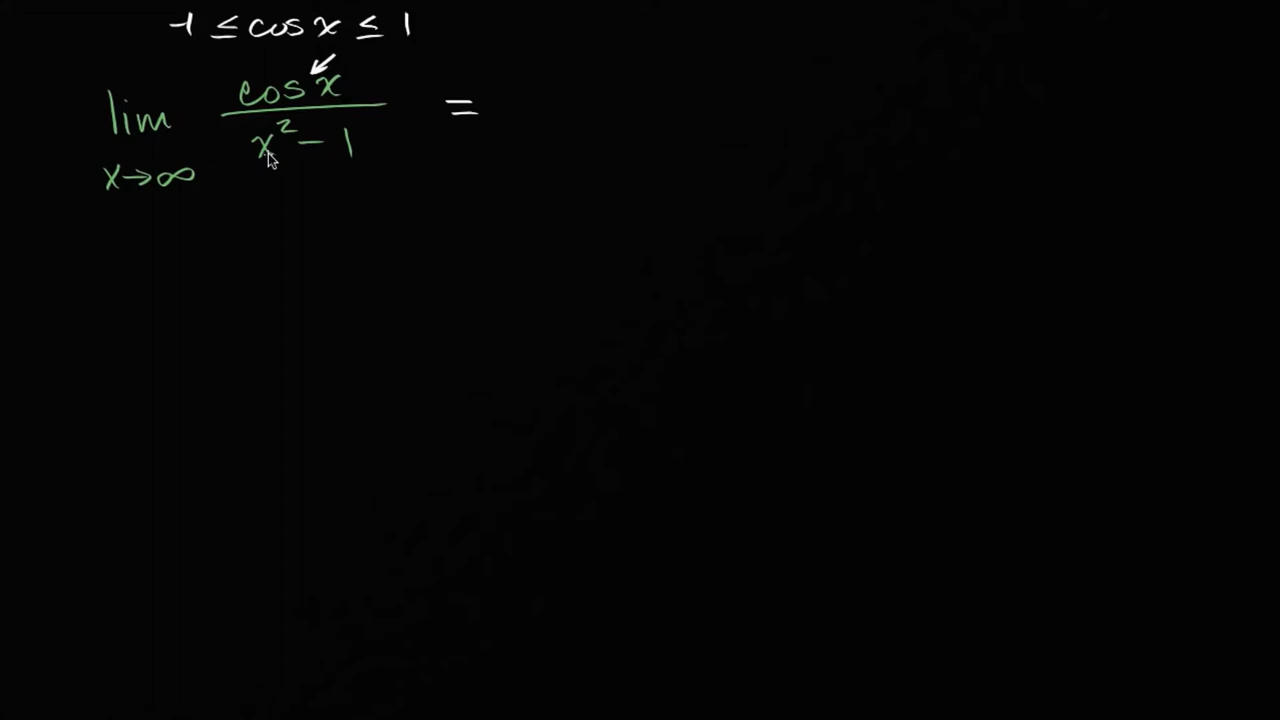 -1 ≤ cos x ≤ 1
lim cos x / x² - 1 =
x→∞